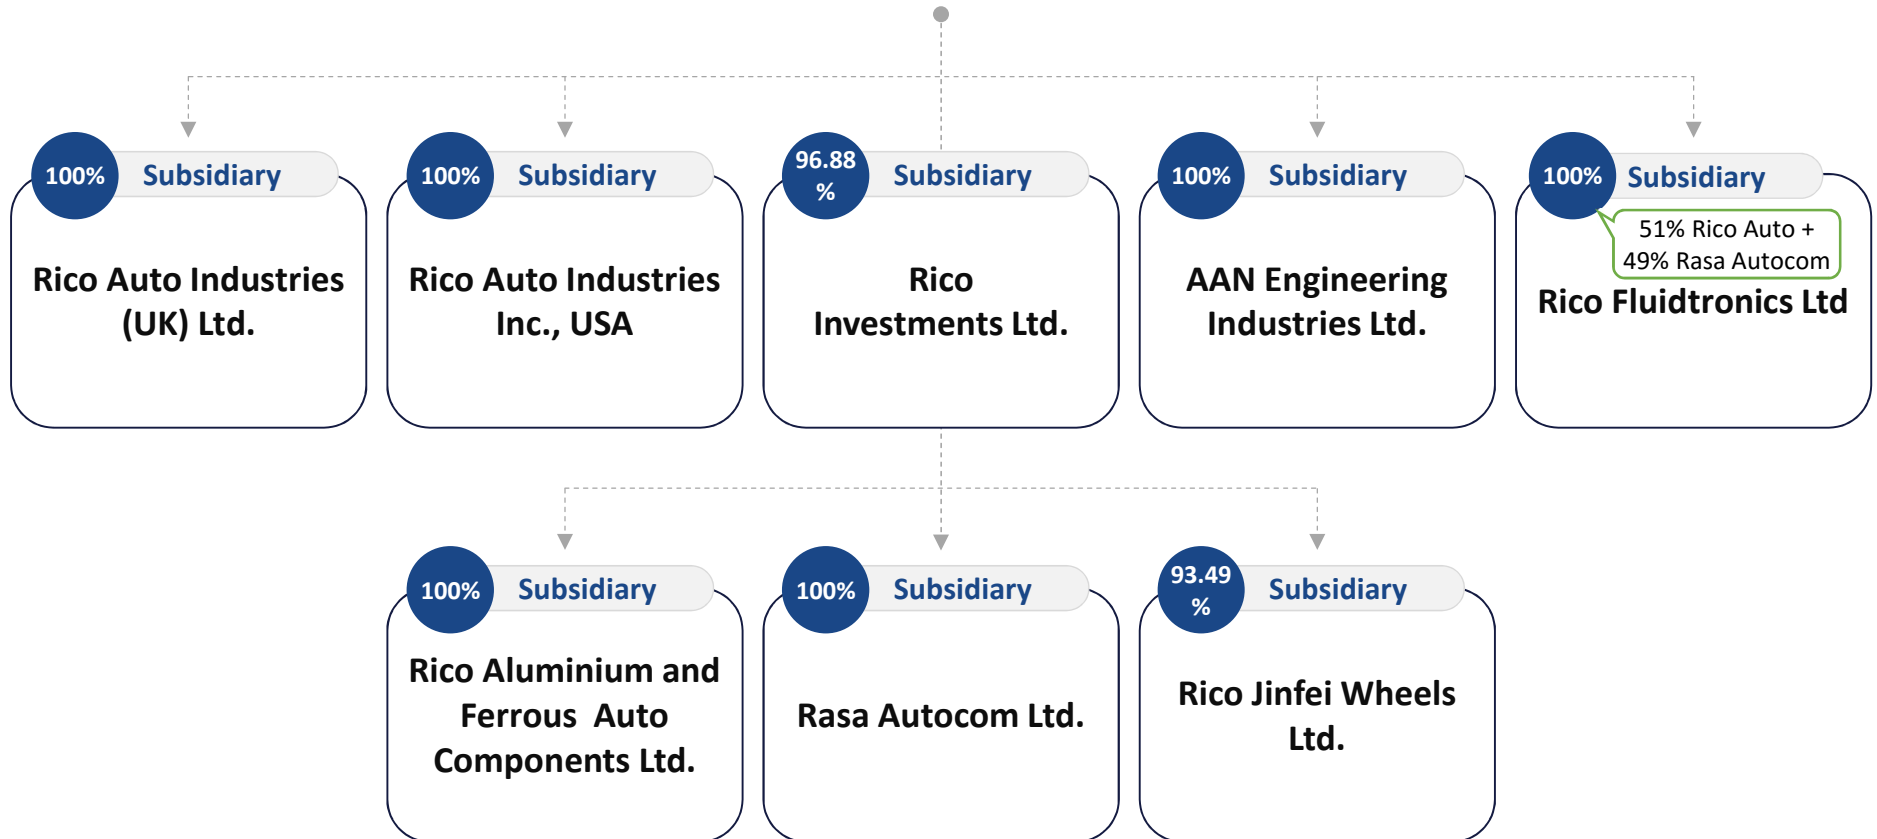 100% Subsidiary
Rico Auto Industries
(UK) Ltd.
100% Subsidiary
Rico Auto Industries
Inc., USA
96.88
%
Subsidiary
Rico
Investments Ltd.
100% Subsidiary
AAN Engineering
Industries Ltd.
100% Subsidiary
51% Rico Auto +
49% Rasa Autocom
Rico Fluidtronics Ltd
100% Subsidiary
Rico Aluminium and
Ferrous Auto
Components Ltd.
100% Subsidiary
Rasa Autocom Ltd.
93.49
%
Subsidiary
Rico Jinfei Wheels
Ltd.